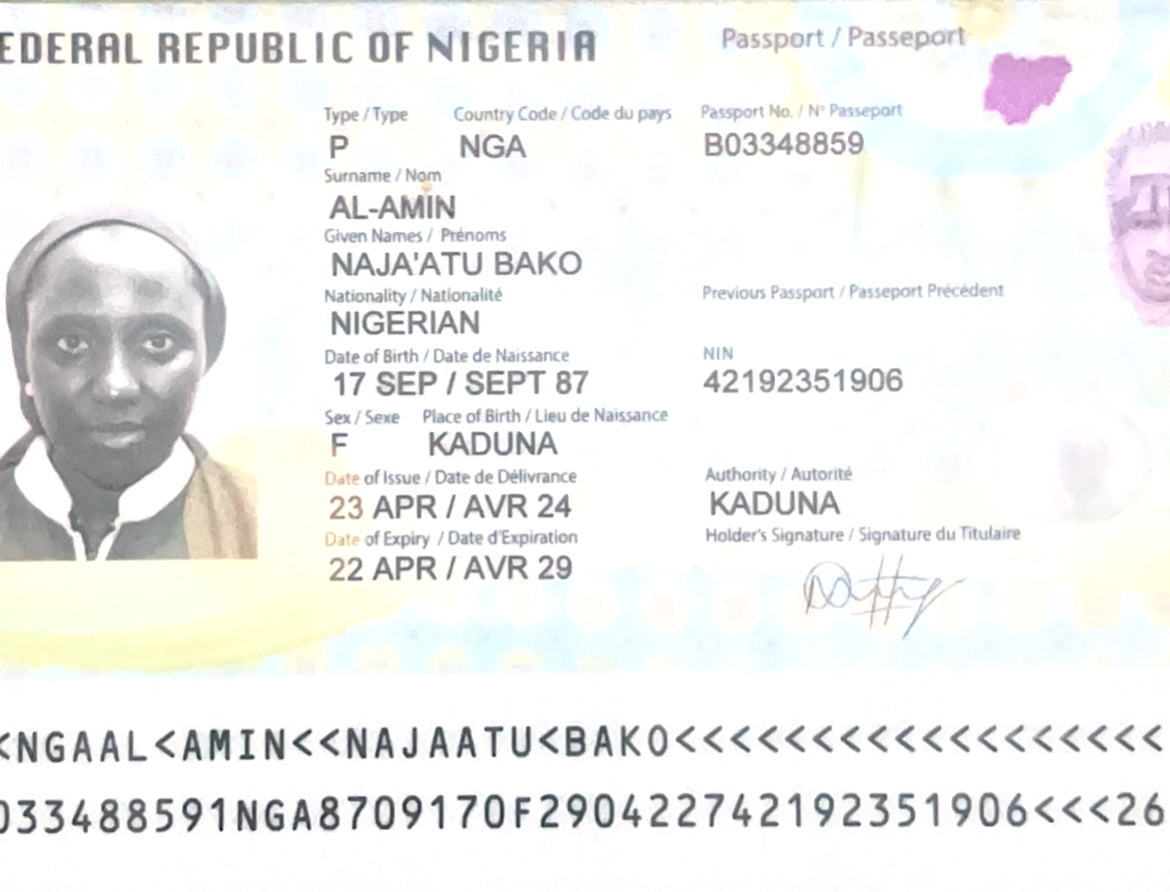 EDERAL REPUBLIC OF NIGERIA
Passport / Passeport
Type / Type Country Code / Code du pays Passport No. / N° Passeport
P NGA B03348859
Surname / Nom
AL-AMIN
Given Names / Prénoms
NAJA'ATU BAKO
Nationality / Nationalité Previous Passport / Passeport Précédent
NIGERIAN
Date of Birth / Date de Naissance NIN
17 SEP / SEPT 87 42192351906
Sex / Sexe Place of Birth / Lieu de Naissance
F KADUNA
Date of Issue / Date de Délivrance Authority / Autorité
23 APR / AVR 24 KADUNA
Date of Expiry / Date d'Expiration Holder's Signature / Signature du Titulaire
22 APR / AVR 29
<NGAAL<AMIN<<NAJAATU<BAKO<<<<<<<<<<<<<<<<<<
033488591NGA8709170F29042274219235​1906<<<26